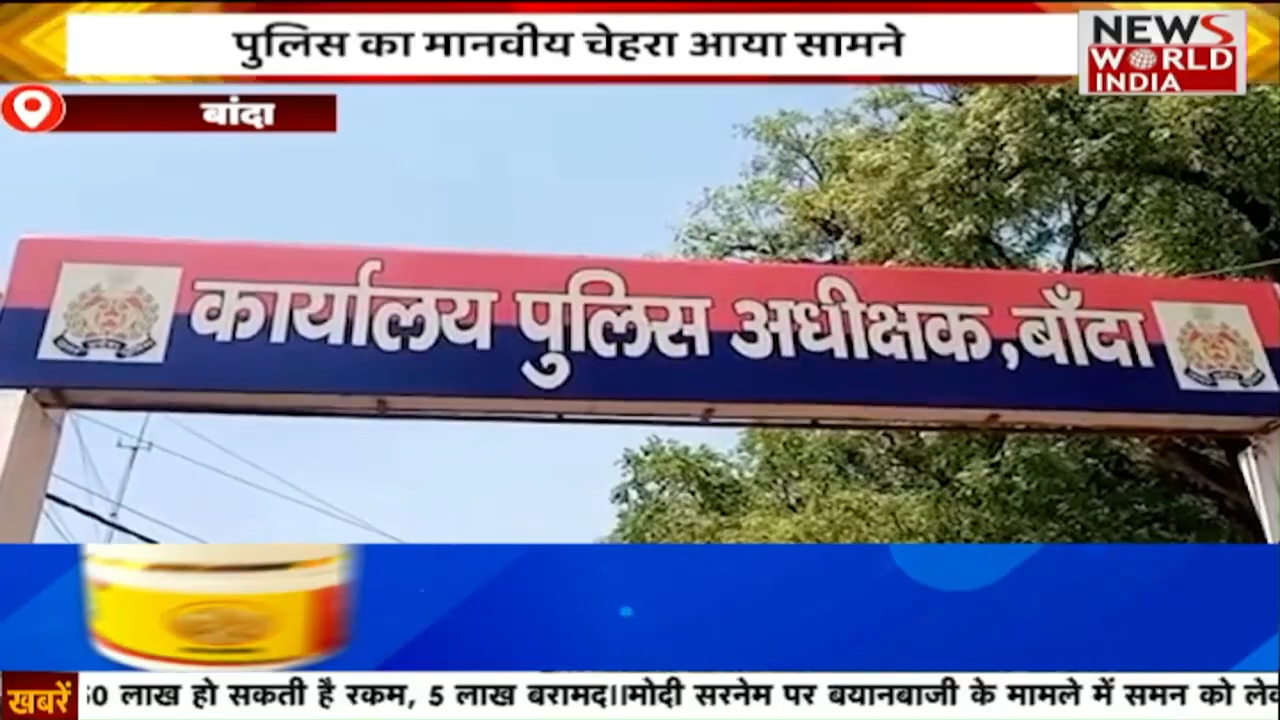 पुलिस का मानवीय चेहरा आया सामने
NEWS
WORLD
INDIA
बांदा
कार्यालय पुलिस अधीक्षक,बाँदा
खबरें
लाख हो सकती है रकम, 5 लाख बरामद||मोदी सरनेम पर बयानबाजी के मामले में समन को